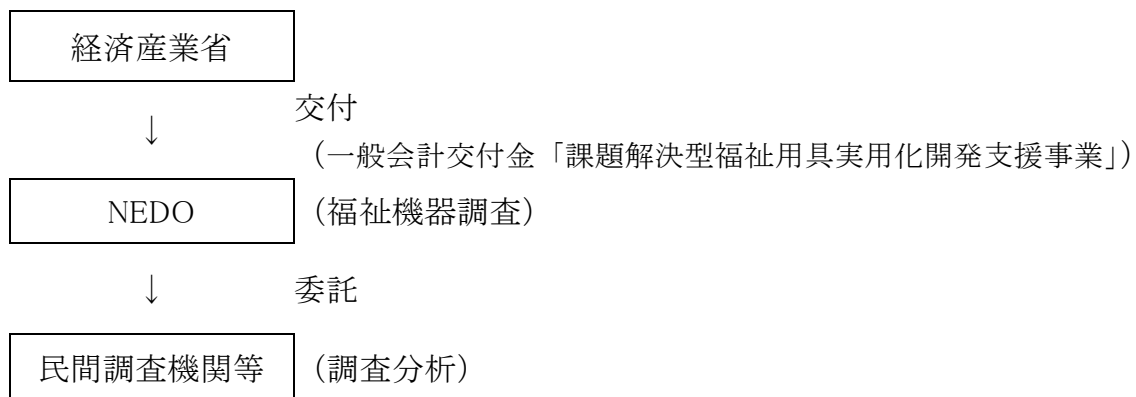 経済産業省
交付
↓
（一般会計交付金「課題解決型福祉用具実用化開発支援事業」）
NEDO （福祉機器調査）
↓ 委託
民間調査機関等 （調査分析）